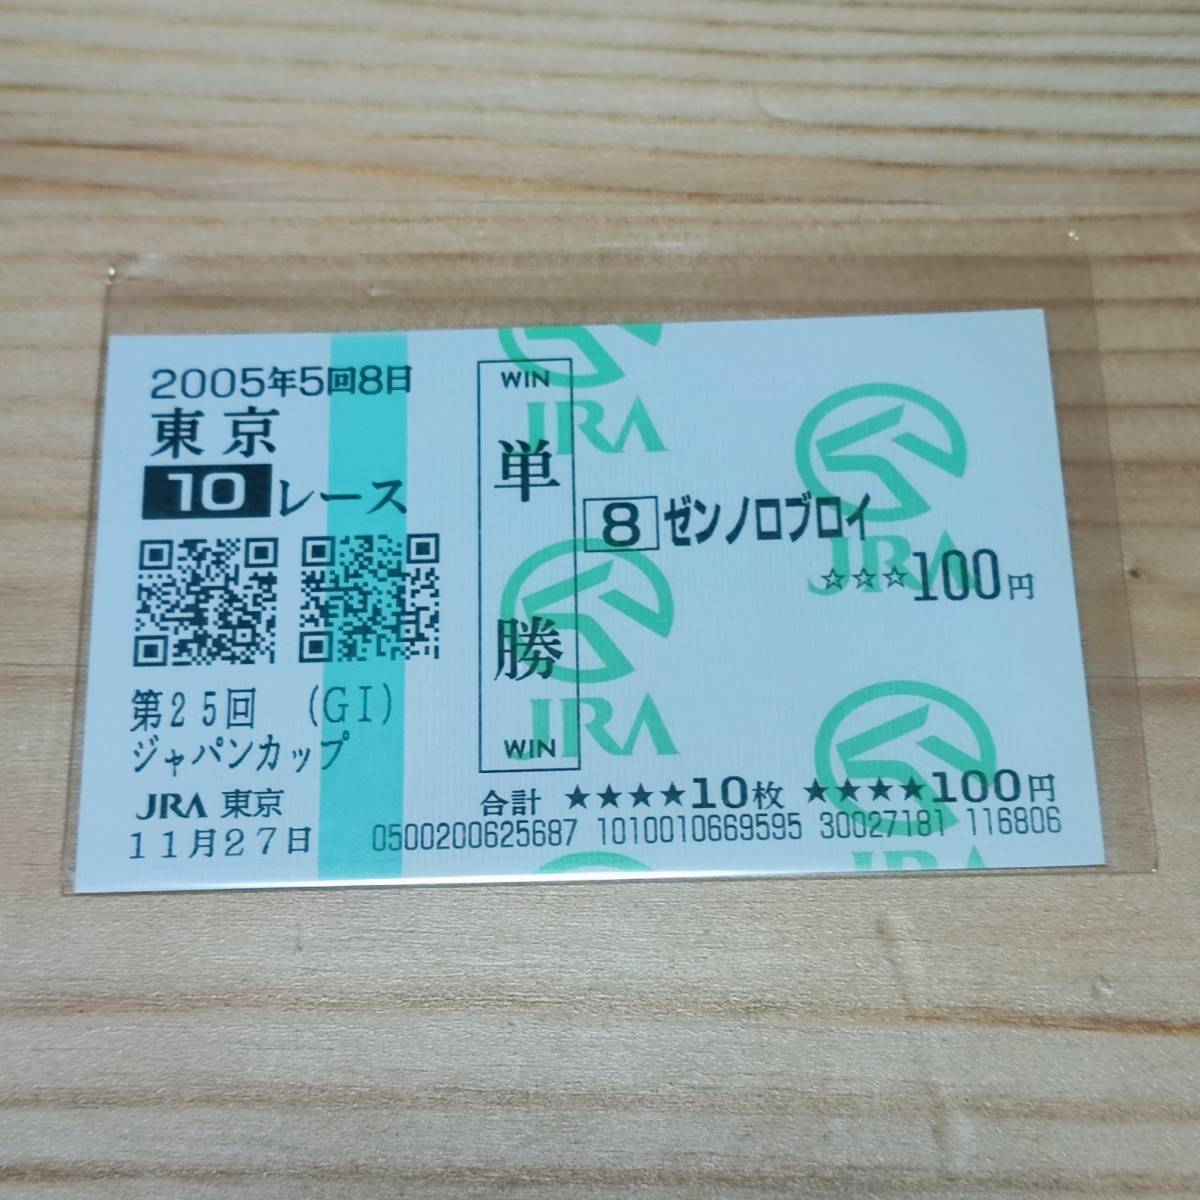 2005年5回8日
東京
10レース
第25回 (GI)
ジャパンカップ
JRA 東京
11月27日
WIN
単勝
WIN
8 ゼンノロブロイ
☆☆☆100円
合計 ★★★★10枚 ★★★★100円
0500200625687 1010010669595 30027181 116806
JRA
JRA
JRA
JRA